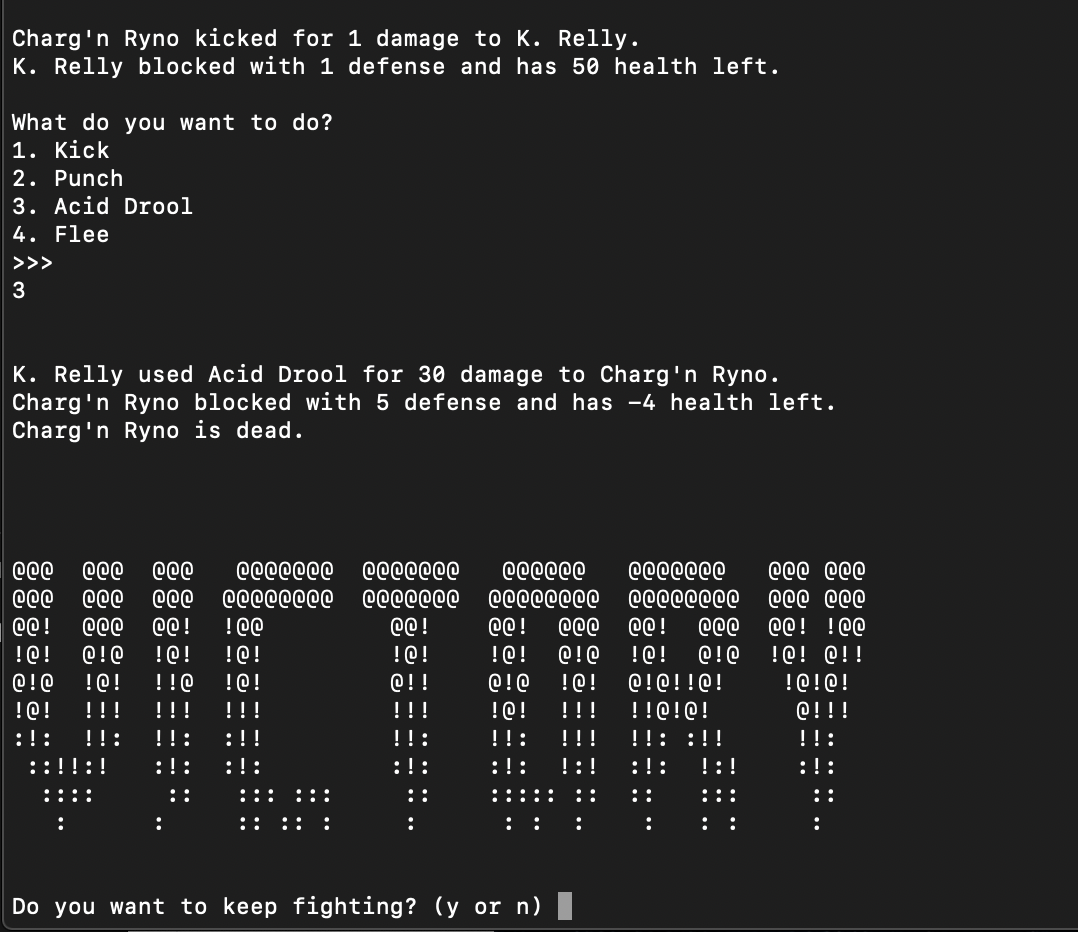 Charg'n Ryno kicked for 1 damage to K. Relly.
K. Relly blocked with 1 defense and has 50 health left.
What do you want to do?
1. Kick
2. Punch
3. Acid Drool
4. Flee
>>>
3
K. Relly used Acid Drool for 30 damage to Charg'n Ryno.
Charg'n Ryno blocked with 5 defense and has -4 health left.
Charg'n Ryno is dead.
VICTORY
Do you want to keep fighting? (y or n)